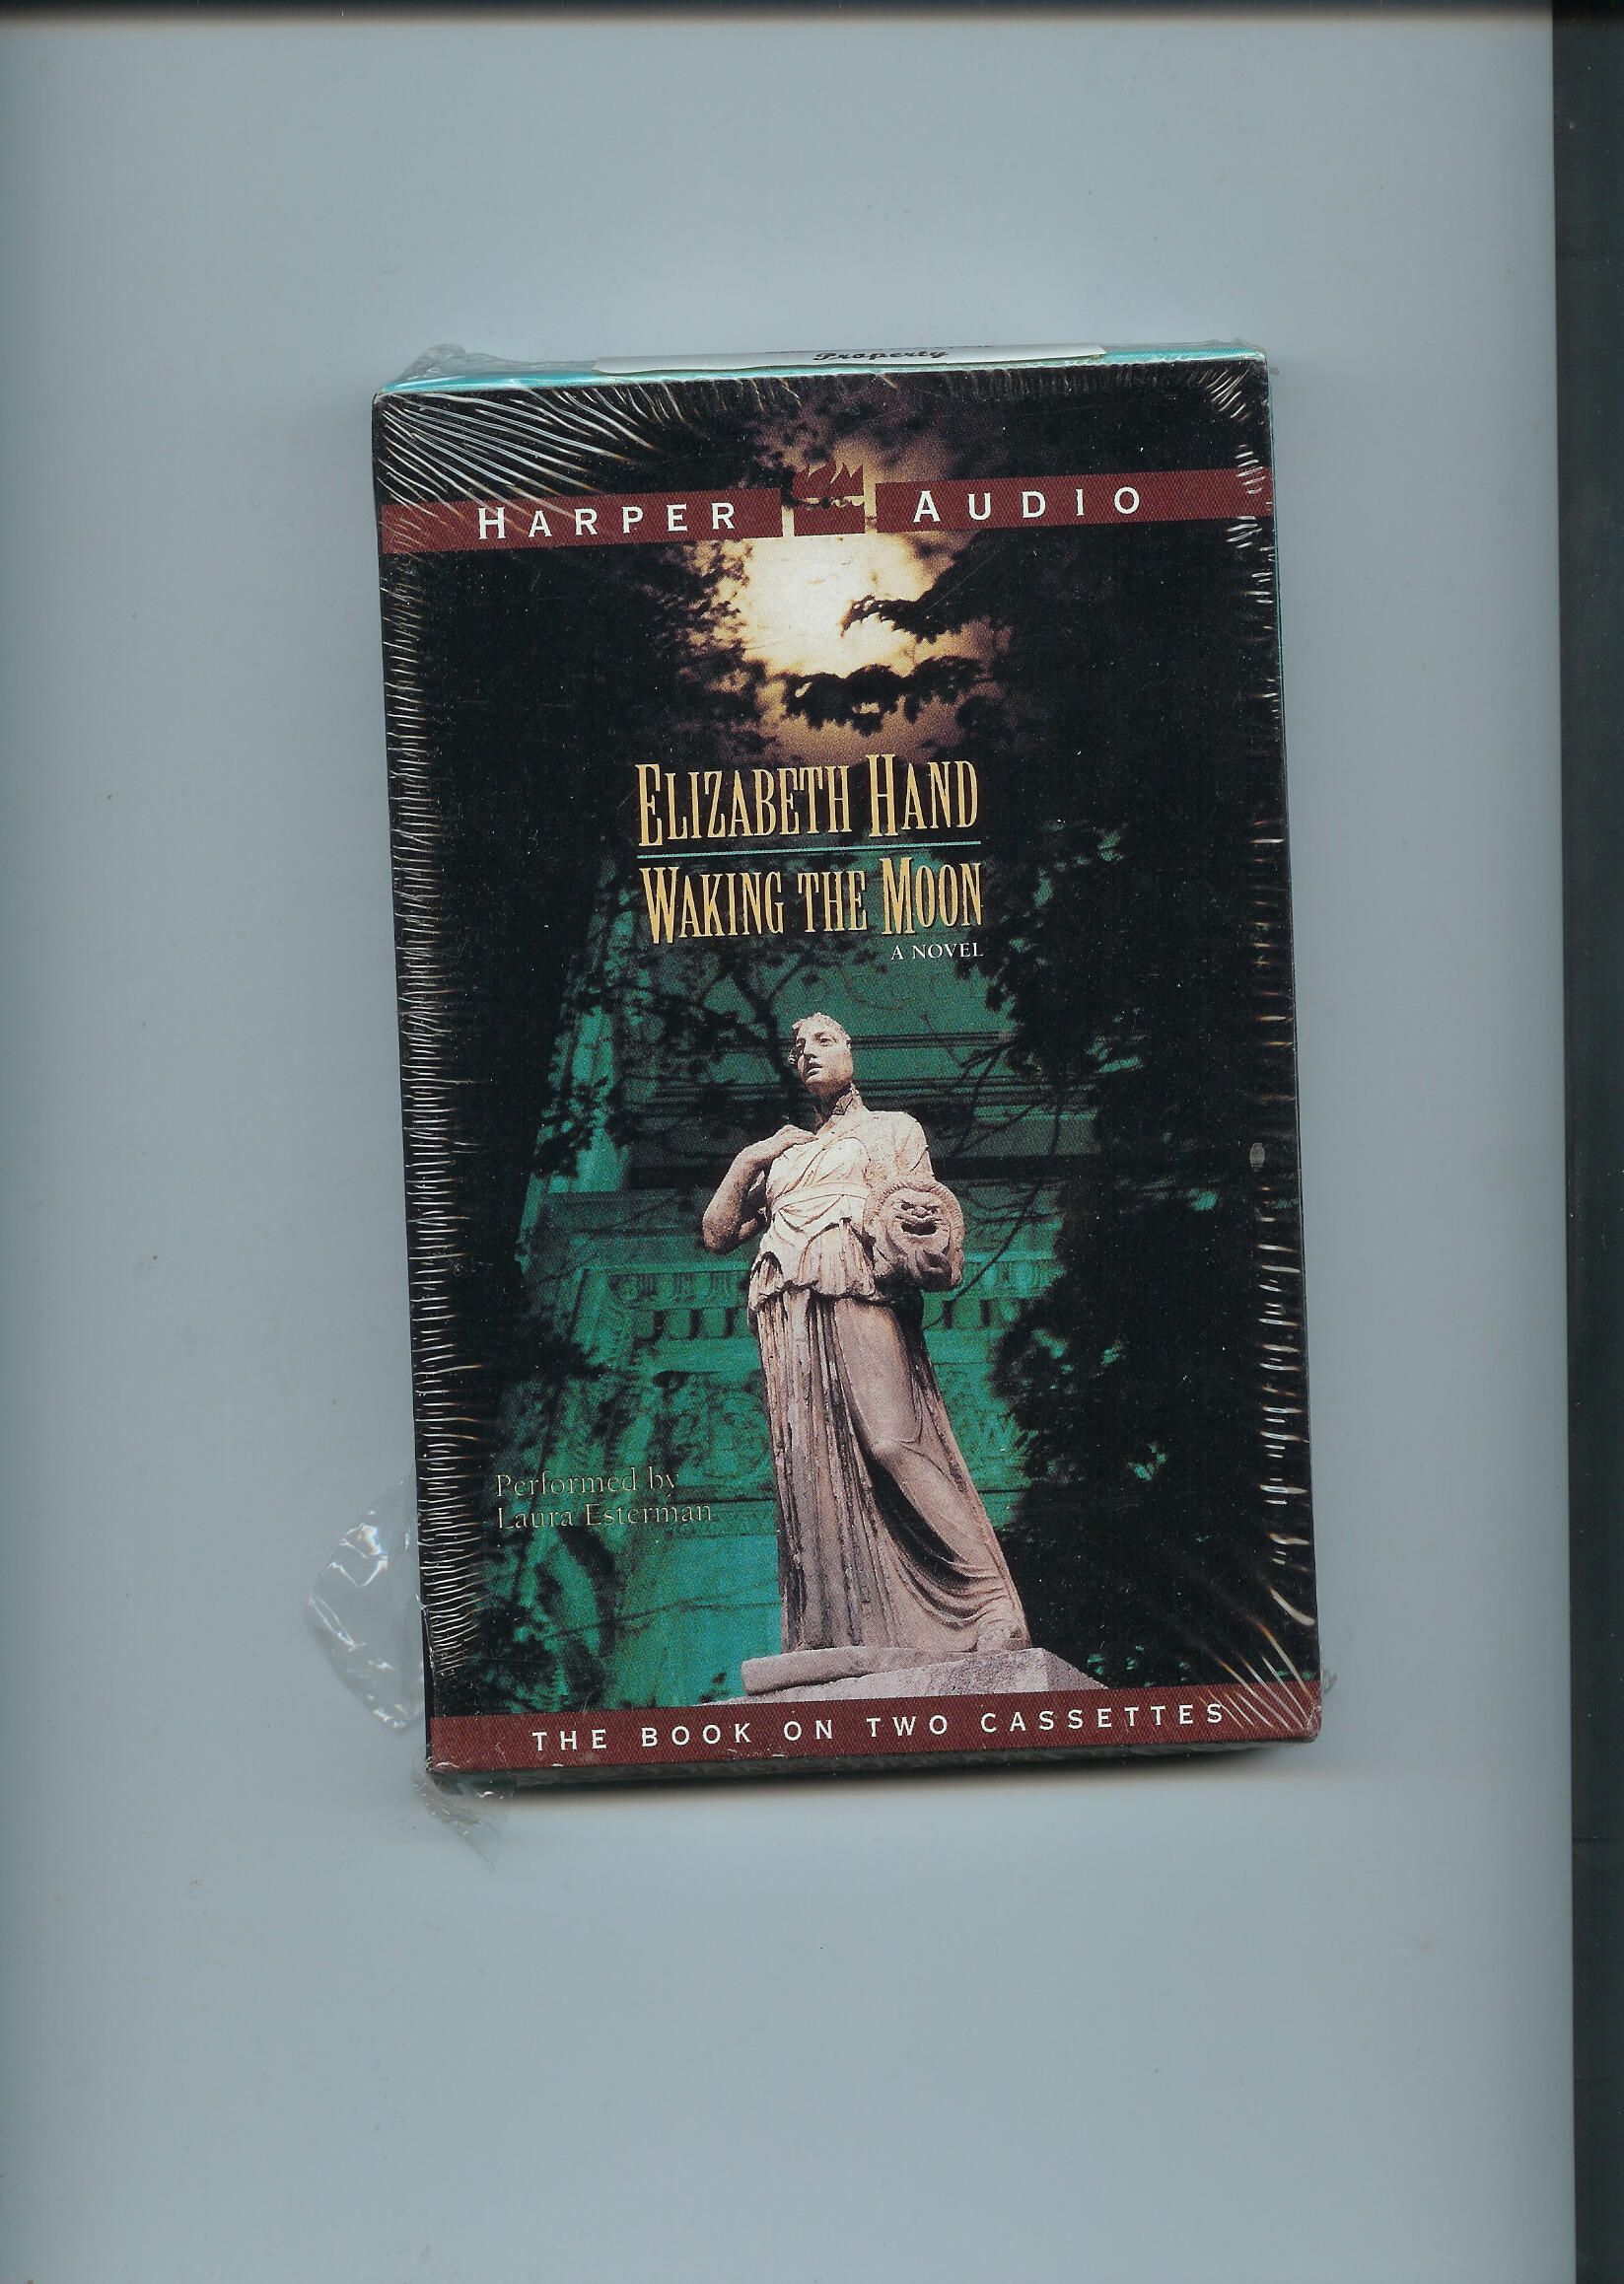 Property
HARPER AUDIO
ELIZABETH HAND
WAKING THE MOON
A NOVEL
Performed by
Laura Esterman
THE BOOK ON TWO CASSETTES